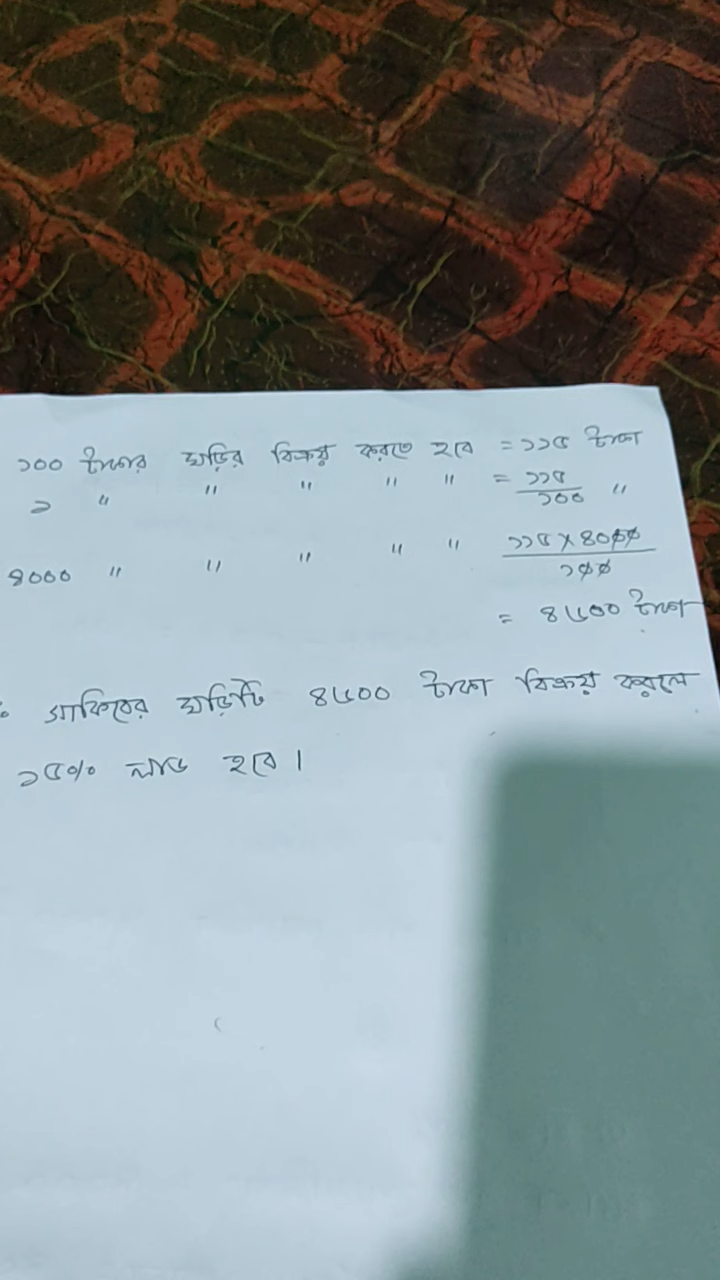 ১০০ টাকার ঘড়ির বিক্রয় করতে হবে = ১১৫ টাকা
১ " " " " " = ১১৫/১০০ "
৪০০০ " " " " " ১১৫ X ৪০০০/১০০
= ৪৬০০ টাকা
ঃ সাকিবের ঘড়িটি ৪৬০০ টাকা বিক্রয় করলে
১৫% লাভ হবে।